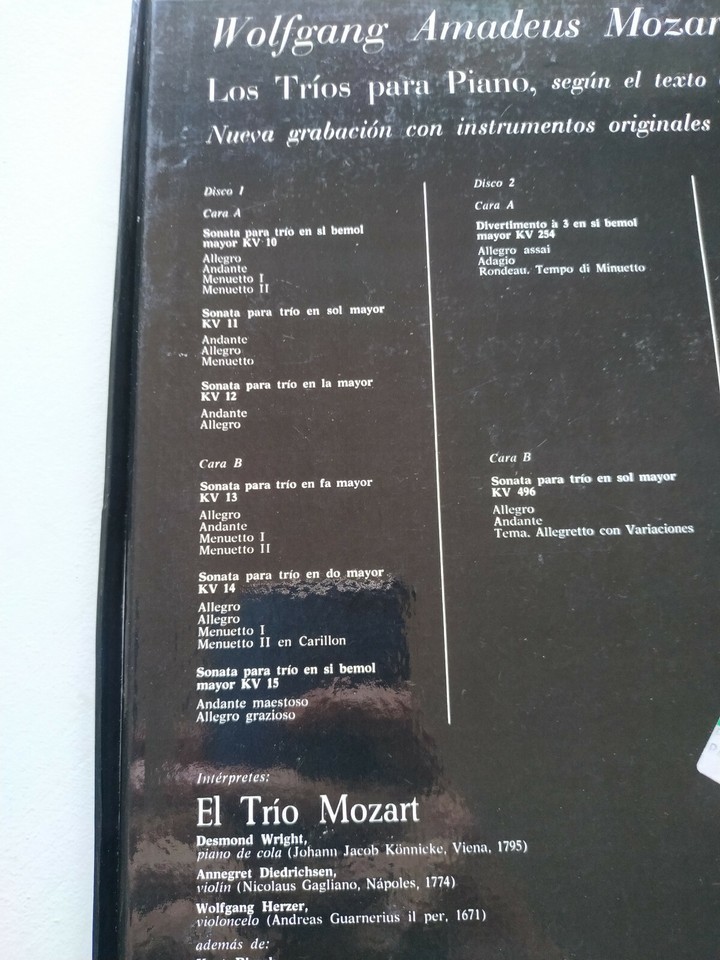 Wolfgang Amadeus Mozar
Los Tríos para Piano, según el texto
Nueva grabación con instrumentos originales
Disco 1
Cara A
Sonata para trío en si bemol
mayor KV 10
Allegro
Andante
Menuetto I
Menuetto II
Sonata para trío en sol mayor
KV 11
Andante
Allegro
Menuetto
Sonata para trío en la mayor
KV 12
Andante
Allegro
Cara B
Sonata para trío en fa mayor
KV 13
Allegro
Andante
Menuetto I
Menuetto II
Sonata para trío en do mayor
KV 14
Allegro
Allegro
Menuetto I
Menuetto II en Carillon
Sonata para trío en si bemol
mayor KV 15
Andante maestoso
Allegro grazioso
Disco 2
Cara A
Divertimento à 3 en si bemol
mayor KV 254
Allegro assai
Adagio
Rondeau. Tempo di Minuetto
Cara B
Sonata para trío en sol mayor
KV 496
Allegro
Andante
Tema. Allegretto con Variaciones
Intérpretes:
El Trío Mozart
Desmond Wright,
piano de cola (Johann Jacob Könnicke, Viena, 1795)
Annegret Diedrichsen,
violín (Nicolaus Gagliano, Nápoles, 1774)
Wolfgang Herzer,
violoncelo (Andreas Guarnerius il per, 1671)
además de: